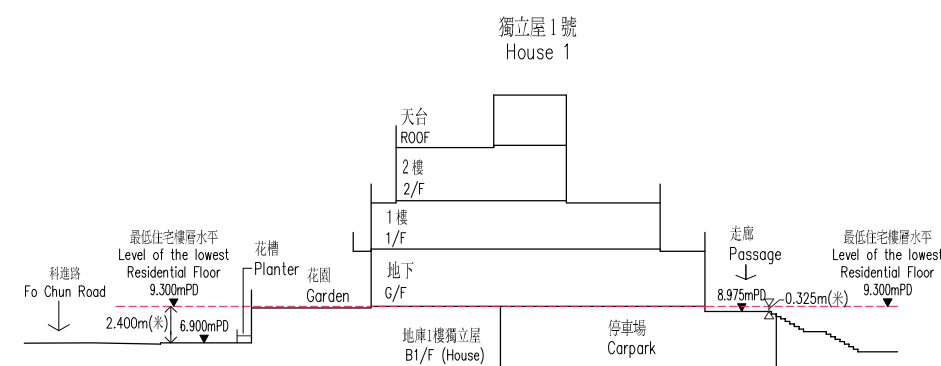 獨立屋1號
House 1
天台
ROOF
2樓
2/F
1樓
1/F
地下
G/F
最低住宅樓層水平
Level of the lowest
Residential Floor
9.300mPD
科進路
Fo Chun Road
2.400m(米)
6.900mPD
花槽
Planter
花園
Garden
地庫1樓獨立屋
B1/F (House)
停車場
Carpark
走廊
Passage
8.975mPD
0.325m(米)
最低住宅樓層水平
Level of the lowest
Residential Floor
9.300mPD